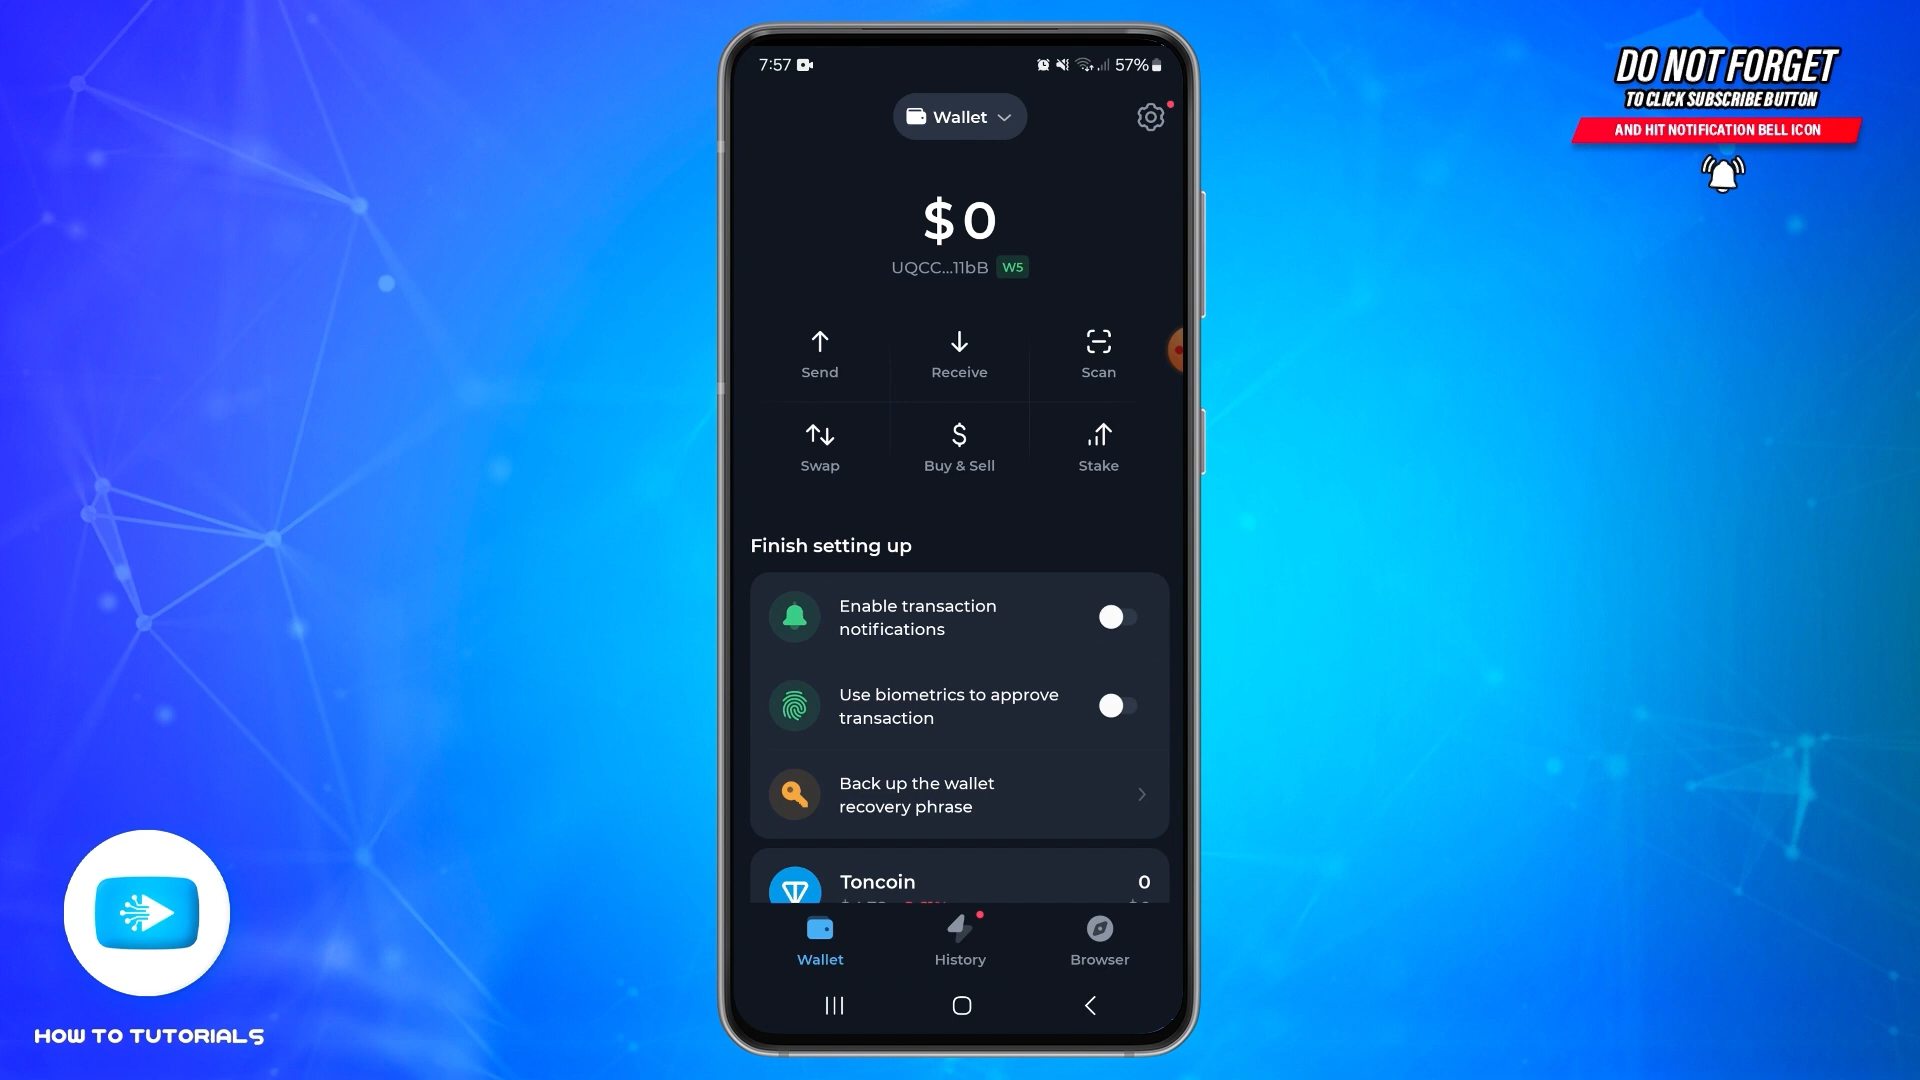 7:57
57%
Wallet
$ 0
UQCC...11bB W5
Send
Receive
Scan
Swap
Buy & Sell
Stake
Finish setting up
Enable transaction
notifications
Use biometrics to approve
transaction
Back up the wallet
recovery phrase
Toncoin 0
Wallet
History
Browser
DO NOT FORGET
TO CLICK SUBSCRIBE BUTTON
AND HIT NOTIFICATION BELL ICON
HOW TO TUTORIALS